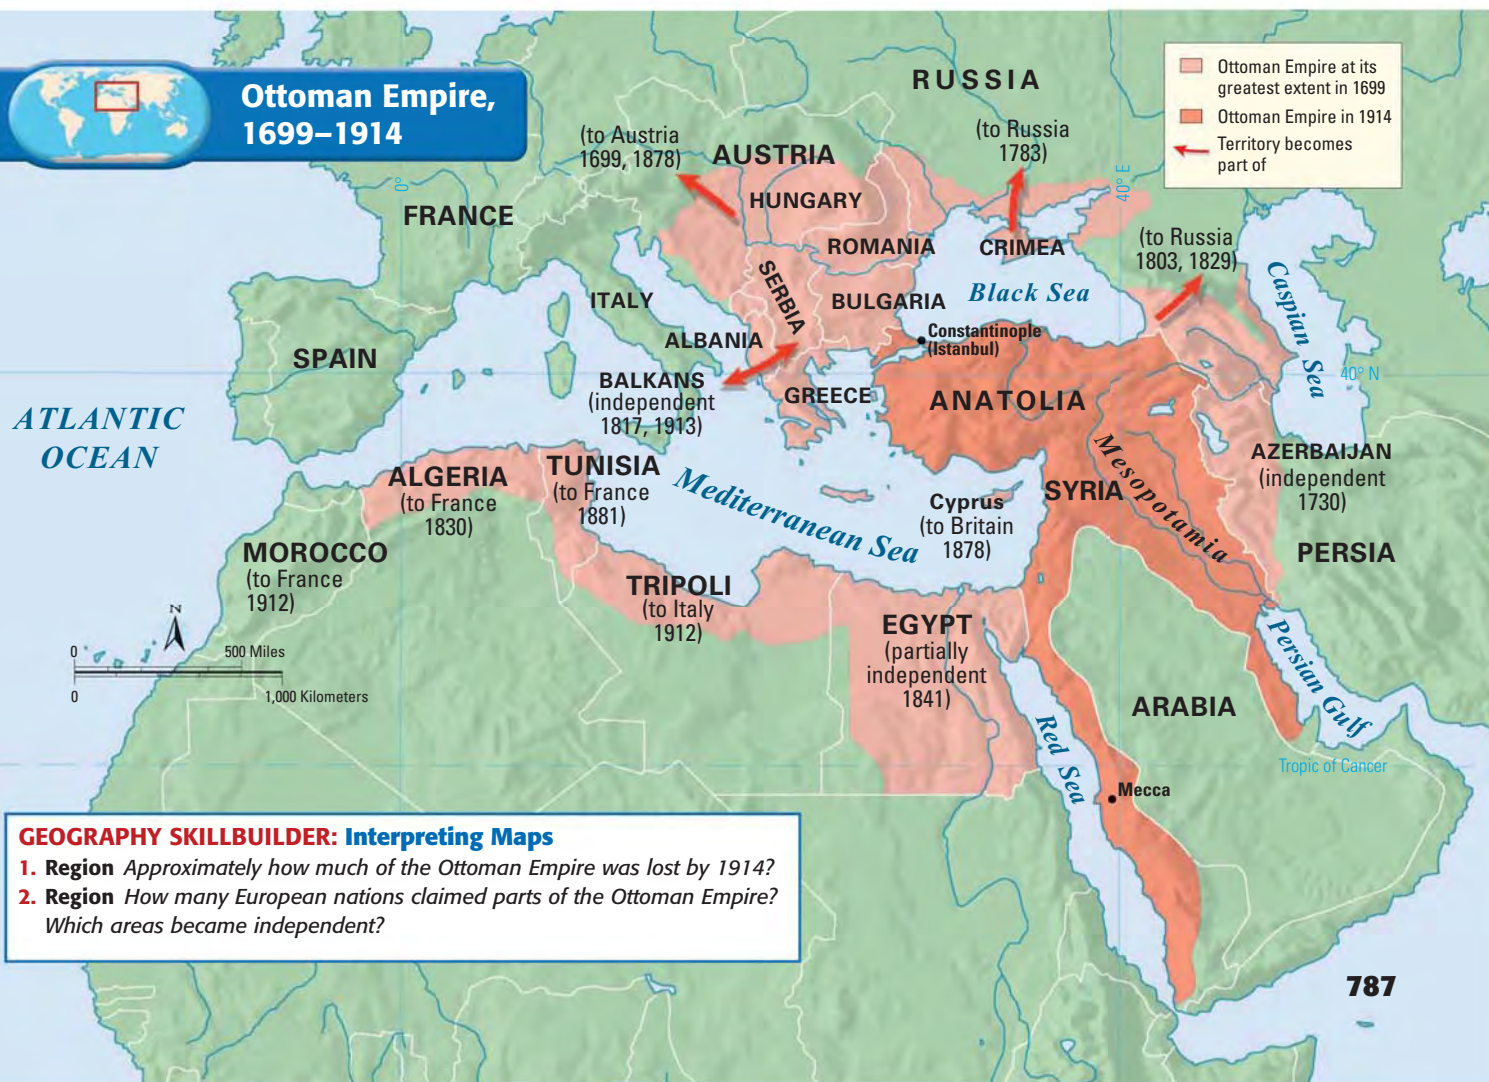 Ottoman Empire,
1699–1914
Ottoman Empire at its
greatest extent in 1699
Ottoman Empire in 1914
Territory becomes
part of
RUSSIA
(to Austria
1699, 1878)
AUSTRIA
(to Russia
1783)
0°
40° E
FRANCE
HUNGARY
ROMANIA
CRIMEA
(to Russia
1803, 1829)
SERBIA
BULGARIA
Black Sea
Caspian Sea
ITALY
ALBANIA
Constantinople
(Istanbul)
SPAIN
BALKANS
(independent
1817, 1913)
GREECE
ANATOLIA
40° N
ATLANTIC
OCEAN
ALGERIA
(to France
1830)
TUNISIA
(to France
1881)
Mediterranean Sea
Cyprus
(to Britain
1878)
SYRIA
Mesopotamia
AZERBAIJAN
(independent
1730)
PERSIA
MOROCCO
(to France
1912)
TRIPOLI
(to Italy
1912)
EGYPT
(partially
independent
1841)
Persian Gulf
N
0
500 Miles
0
1,000 Kilometers
ARABIA
Red Sea
Tropic of Cancer
Mecca
GEOGRAPHY SKILLBUILDER: Interpreting Maps
1. Region Approximately how much of the Ottoman Empire was lost by 1914?
2. Region How many European nations claimed parts of the Ottoman Empire?
Which areas became independent?
787